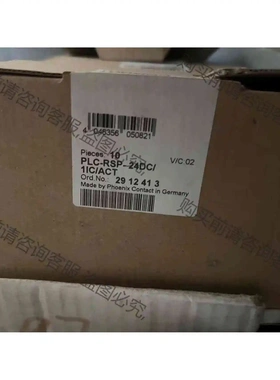 4 046356 050821
Pieces: 10
V/C.02
PLC-RSP- 24DC/
1IC/ACT
Ord.No.: 29 12 41 3
Made by Phoenix Contact in Germany